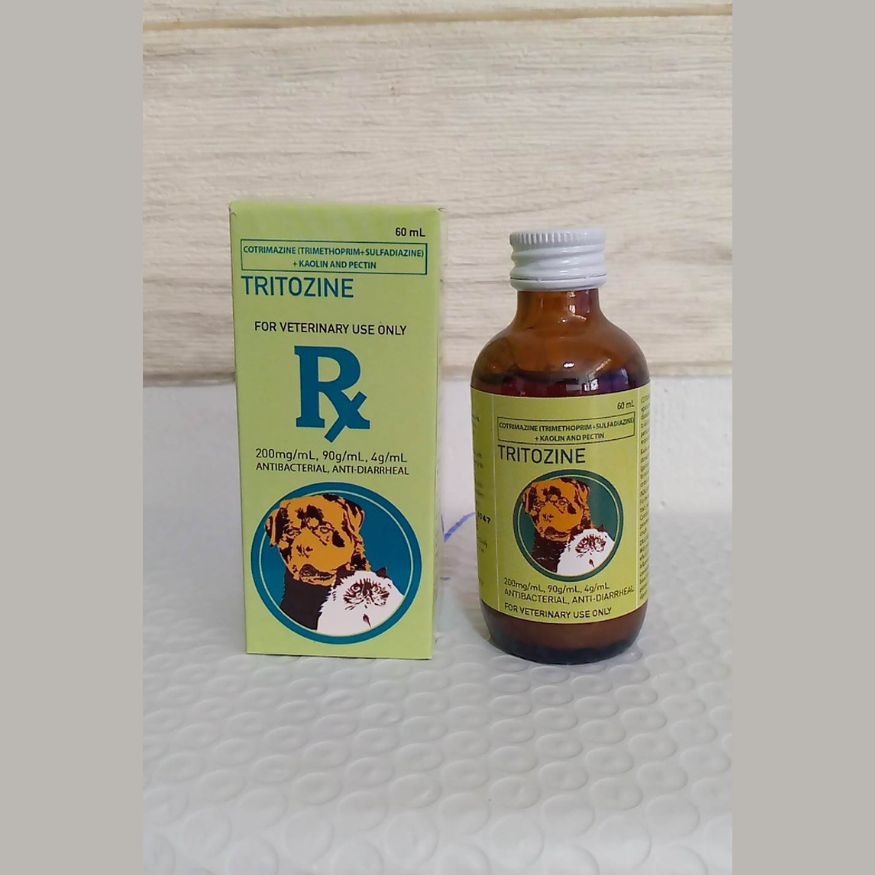 60 mL
COTRIMAZINE (TRIMETHOPRIM+SULFADIAZINE)
+ KAOLIN AND PECTIN
TRITOZINE
FOR VETERINARY USE ONLY
Rx
200mg/mL, 90g/mL, 4g/mL
ANTIBACTERIAL, ANTI-DIARRHEAL
60 mL
COTRIMAZINE (TRIMETHOPRIM+SULFADIAZINE)
+ KAOLIN AND PECTIN
TRITOZINE
200mg/mL, 90g/mL, 4g/mL
ANTIBACTERIAL, ANTI-DIARRHEAL
FOR VETERINARY USE ONLY